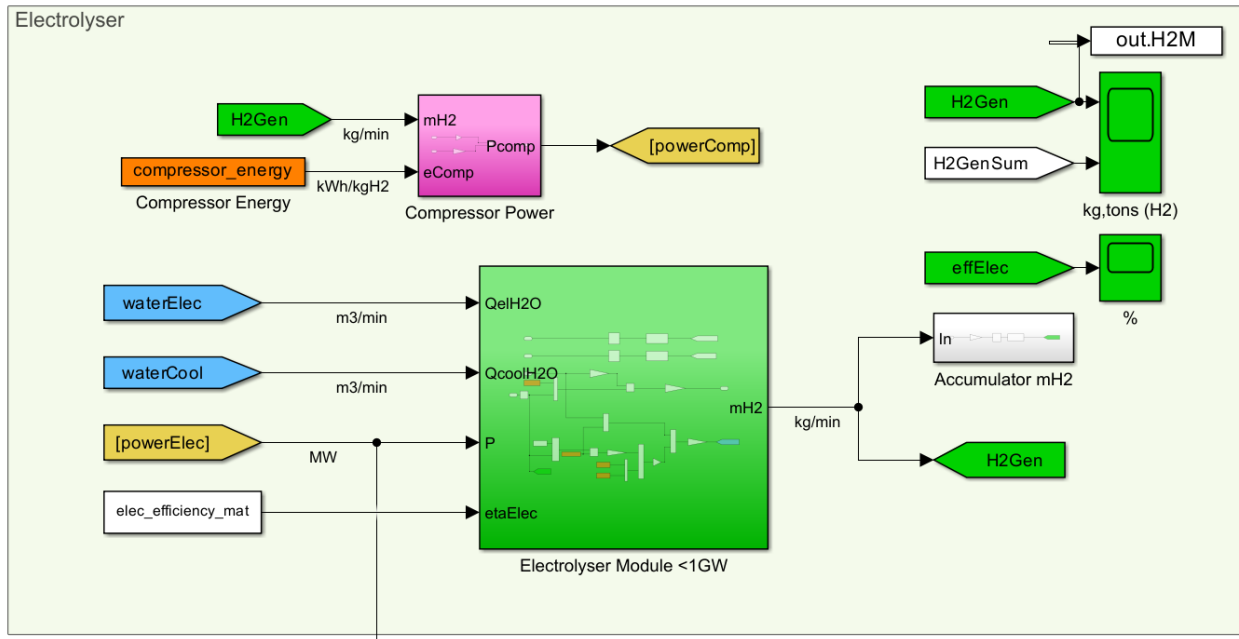 Electrolyser
out.H2M
H2Gen
kg/min
mH2
Pcomp
eComp
[powerComp]
compressor_energy
kWh/kgH2
Compressor Energy
Compressor Power
H2Gen
H2GenSum
kg,tons (H2)
effElec
%
waterElec
m3/min
QelH2O
waterCool
m3/min
QcoolH2O
[powerElec]
MW
P
elec_efficiency_mat
etaElec
mH2
kg/min
Electrolyser Module <1GW
In
Accumulator mH2
H2Gen